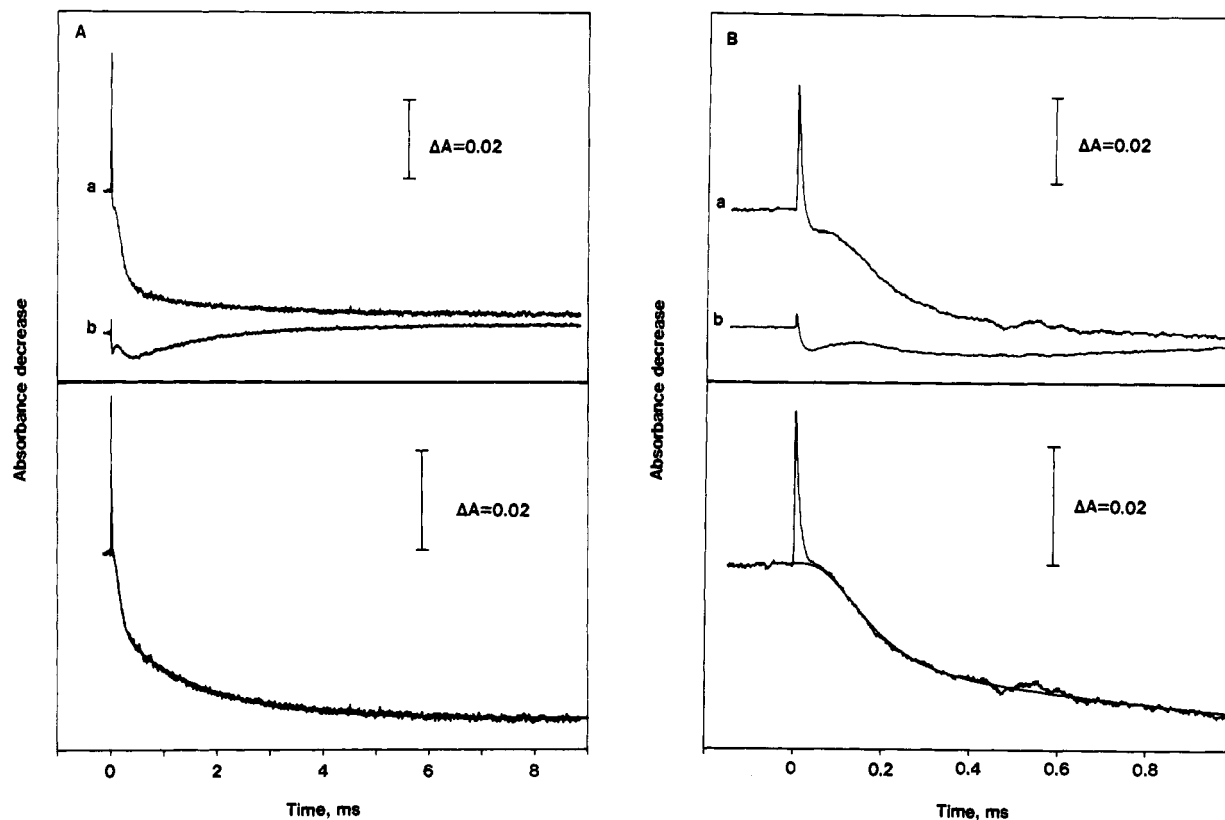 A
ΔA=0.02
a
b
Absorbance decrease
ΔA=0.02
0
2
4
6
8
Time, ms
B
ΔA=0.02
a
b
Absorbance decrease
ΔA=0.02
0
0.2
0.4
0.6
0.8
Time, ms